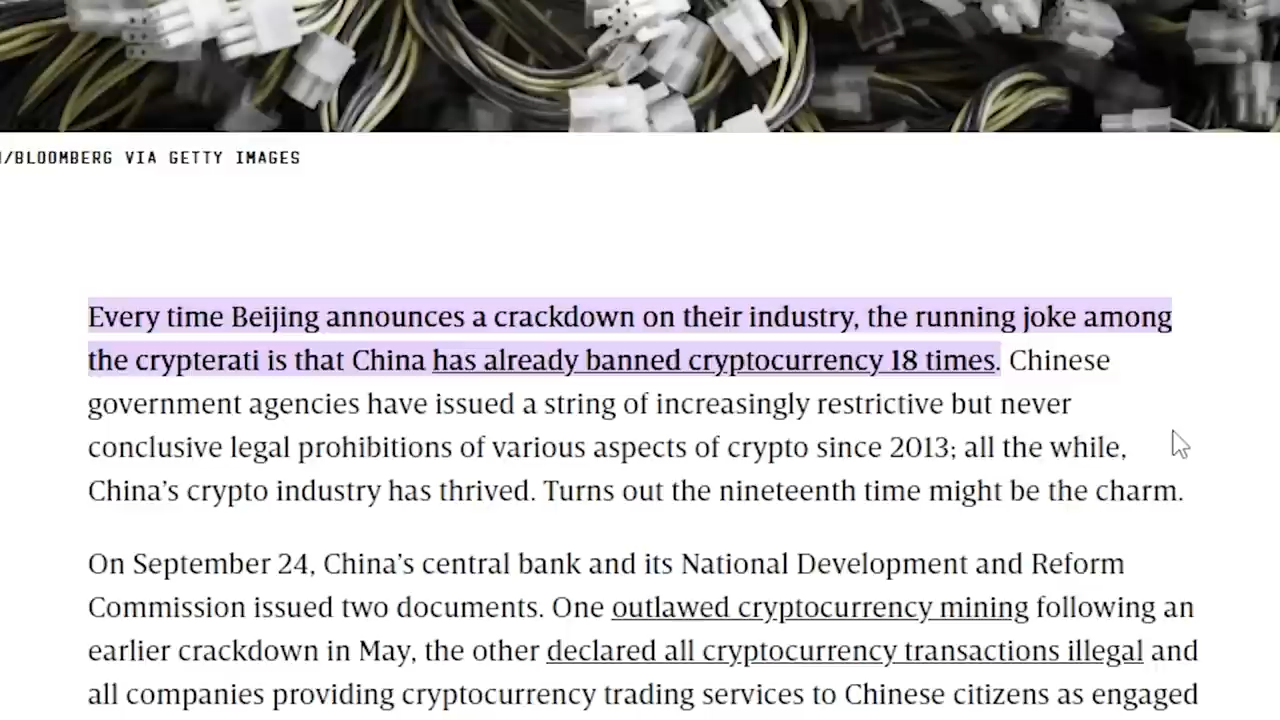 /BLOOMBERG VIA GETTY IMAGES
Every time Beijing announces a crackdown on their industry, the running joke among
the crypterati is that China has already banned cryptocurrency 18 times. Chinese
government agencies have issued a string of increasingly restrictive but never
conclusive legal prohibitions of various aspects of crypto since 2013; all the while,
China’s crypto industry has thrived. Turns out the nineteenth time might be the charm.
On September 24, China’s central bank and its National Development and Reform
Commission issued two documents. One outlawed cryptocurrency mining following an
earlier crackdown in May, the other declared all cryptocurrency transactions illegal and
all companies providing cryptocurrency trading services to Chinese citizens as engaged